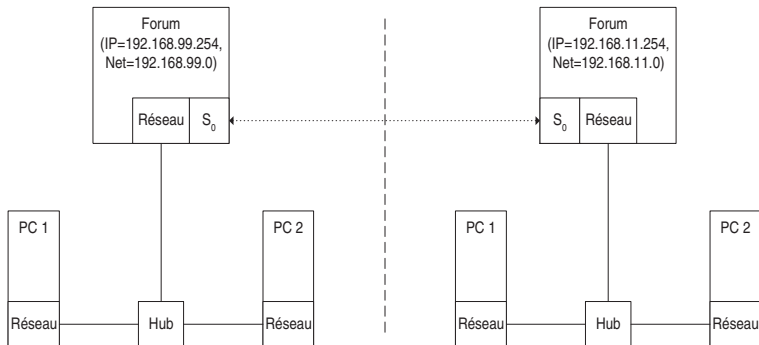 Forum
(IP=192.168.99.254,
Net=192.168.99.0)
Réseau
S0
Forum
(IP=192.168.11.254,
Net=192.168.11.0)
S0
Réseau
PC 1
PC 2
PC 1
PC 2
Réseau
Hub
Réseau
Réseau
Hub
Réseau